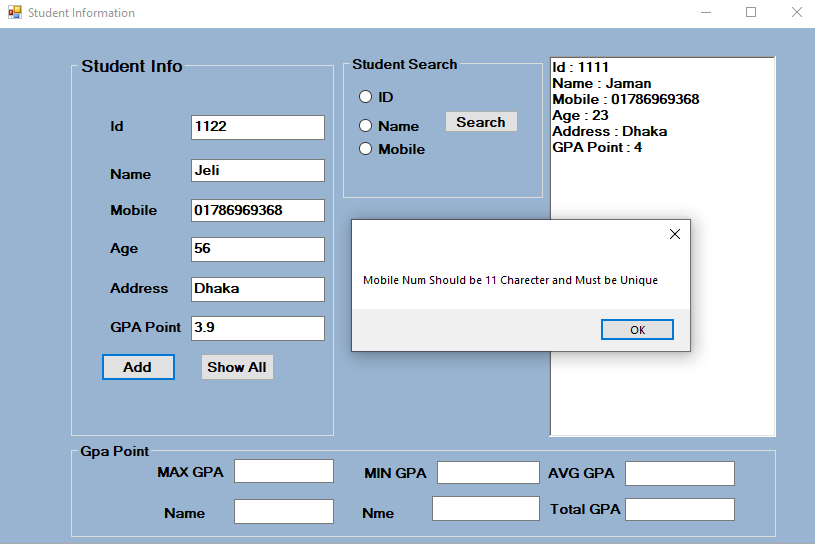 Student Information
Student Info
Id 1122
Name Jeli
Mobile 01786969368
Age 56
Address Dhaka
GPA Point 3.9
Add Show All
Student Search
ID
Name
Mobile
Search
Id : 1111
Name : Jaman
Mobile : 01786969368
Age : 23
Address : Dhaka
GPA Point : 4
Mobile Num Should be 11 Charecter and Must be Unique
OK
Gpa Point
MAX GPA MIN GPA AVG GPA
Name Nme Total GPA